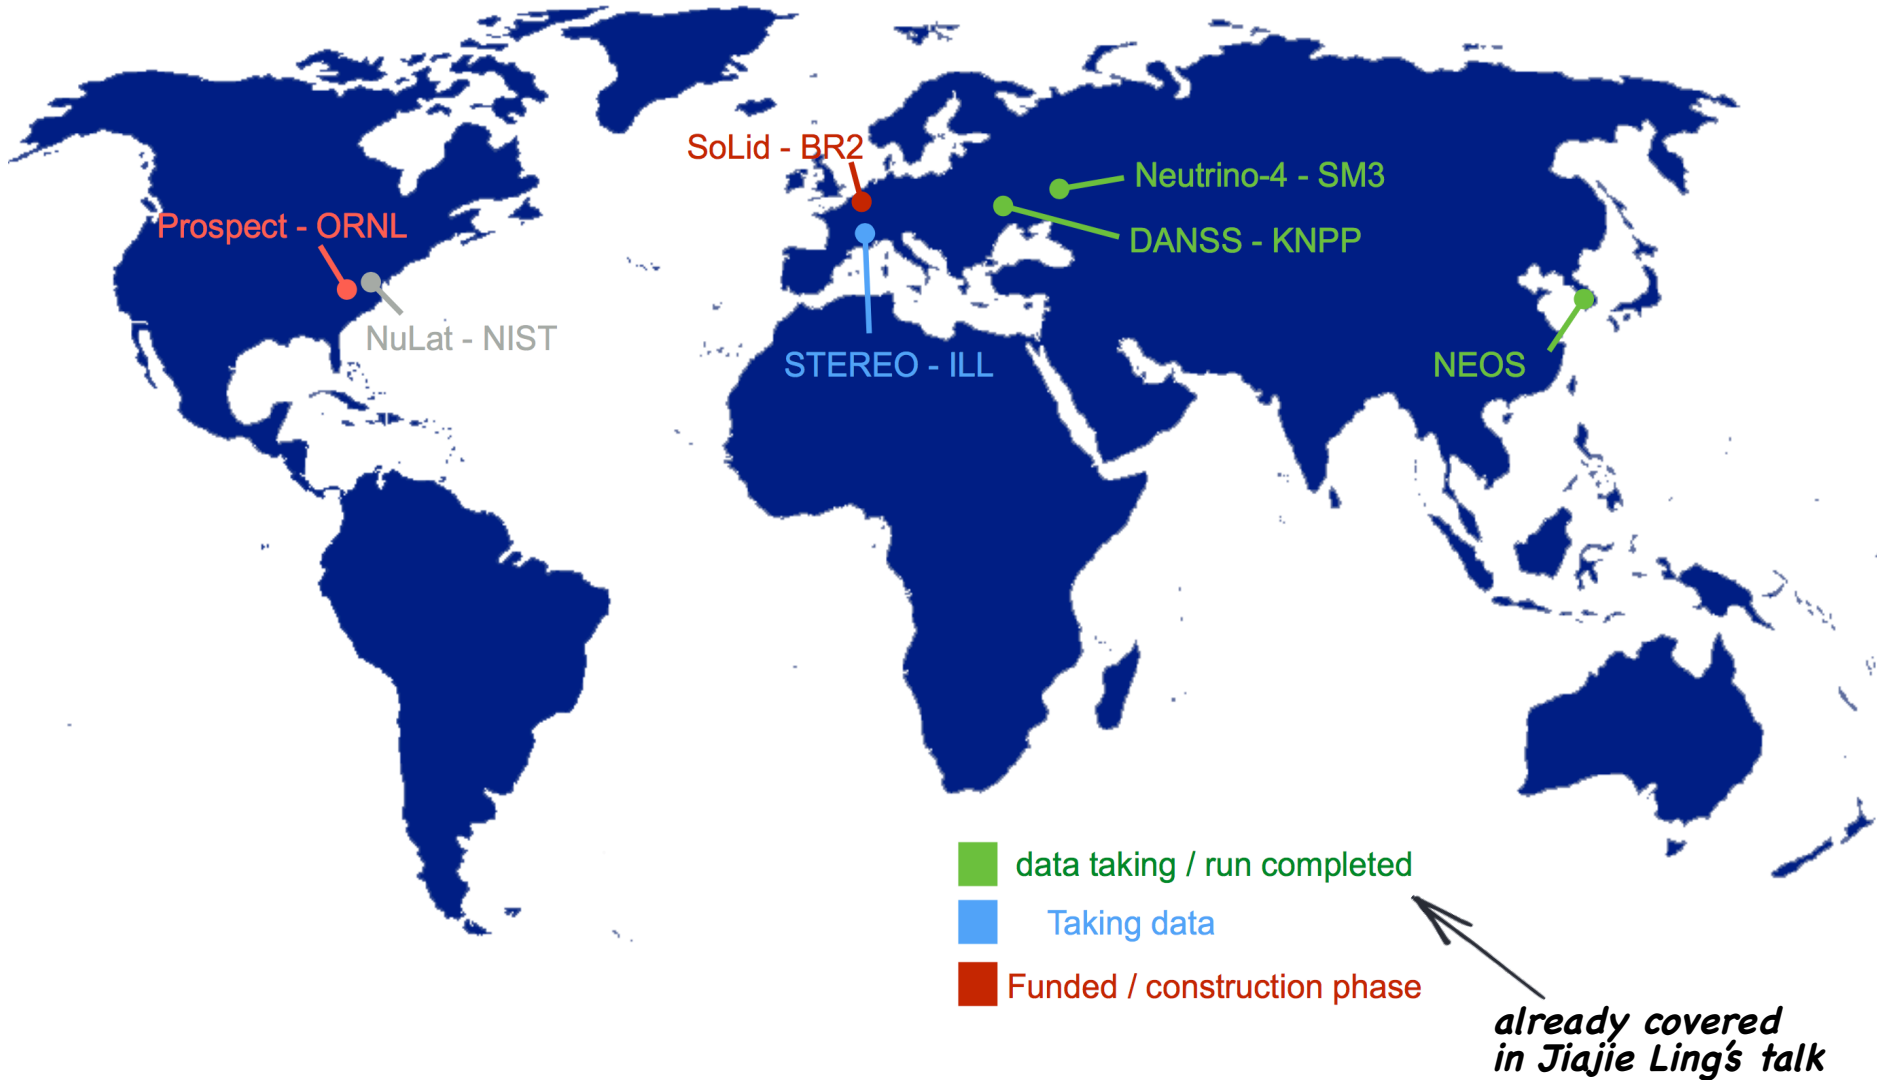 SoLid - BR2
Neutrino-4 - SM3
Prospect - ORNL
DANSS - KNPP
NuLat - NIST
STEREO - ILL
NEOS
data taking / run completed
Taking data
Funded / construction phase
already covered
in Jiajie Ling's talk